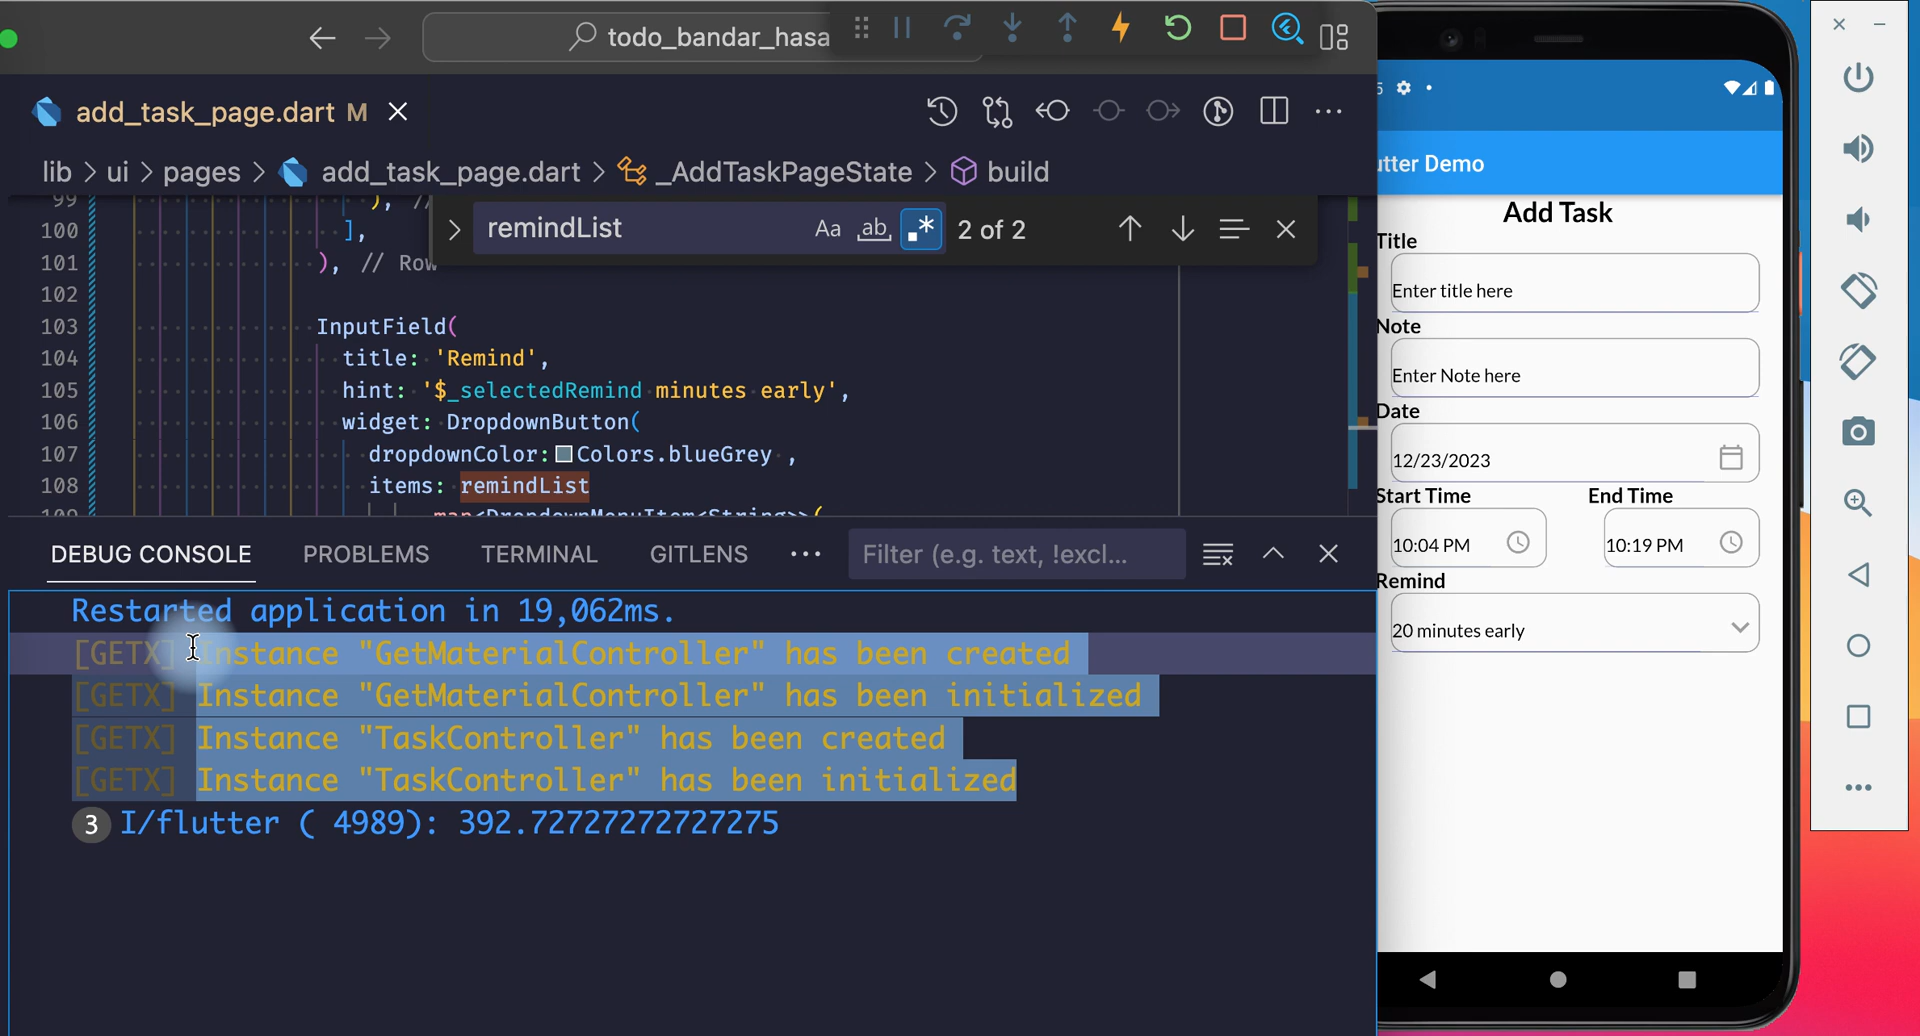 todo_bandar_hasa
add_task_page.dart M
lib > ui > pages > add_task_page.dart > _AddTaskPageState > build
99 ), //
100 ],
101 ), // Row
102
103 InputField(
104 title: 'Remind',
105 hint: '$_selectedRemind minutes early',
106 widget: DropdownButton(
107 dropdownColor: Colors.blueGrey ,
108 items: remindList
109 map<DropdownMenuItem<String>>(
remindList Aa ab .* 2 of 2
DEBUG CONSOLE PROBLEMS TERMINAL GITLENS ··· Filter (e.g. text, !excl...
Restarted application in 19,062ms.
[GETX] Instance "GetMaterialController" has been created
[GETX] Instance "GetMaterialController" has been initialized
[GETX] Instance "TaskController" has been created
[GETX] Instance "TaskController" has been initialized
3 I/flutter ( 4989): 392.72727272727275
utter Demo
Add Task
Title
Enter title here
Note
Enter Note here
Date
12/23/2023
Start Time End Time
10:04 PM 10:19 PM
Remind
20 minutes early